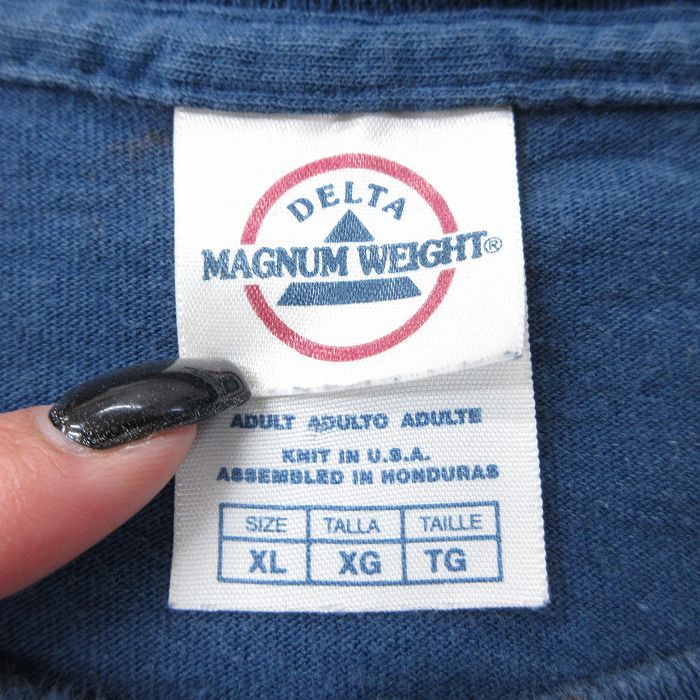 DELTA
MAGNUM WEIGHT®
ADULT ADULTO ADULTE
KNIT IN U.S.A.
ASSEMBLED IN HONDURAS
SIZE TALLA TAILLE
XL XG TG